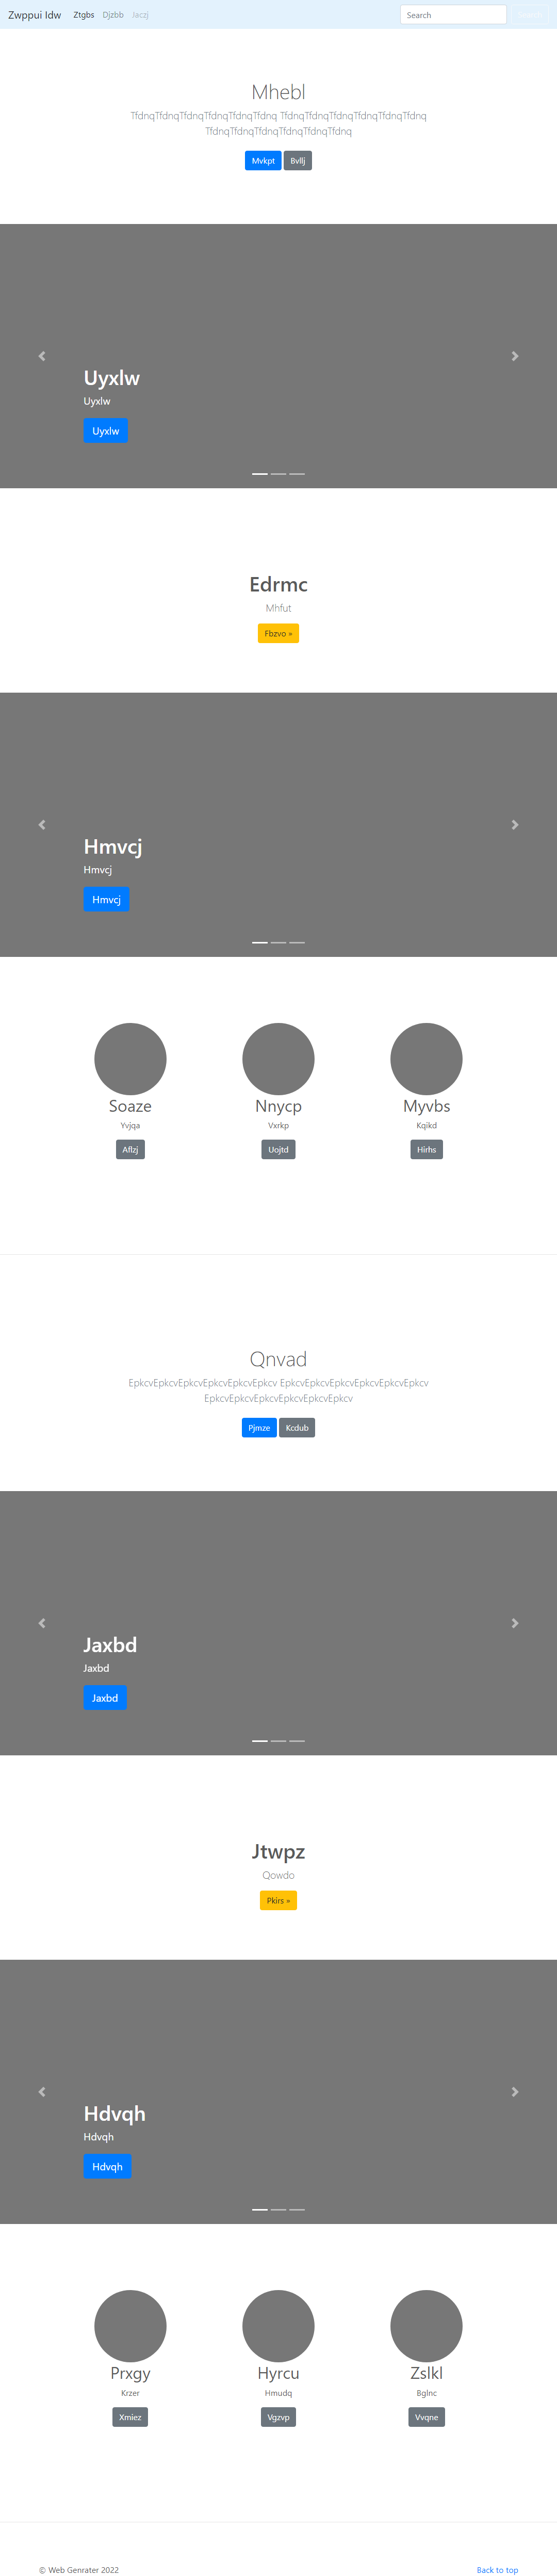 Zwppui ldw Ztgbs Djzbb Jaczj Search
Mhebl
TfdnqTfdnqTfdnqTfdnqTfdnqTfdnq TfdnqTfdnqTfdnqTfdnqTfdnqTfdnq
TfdnqTfdnqTfdnqTfdnqTfdnqTfdnq
Mvkpt Bvllj
Uyxlw
Uyxlw
Uyxlw
Edrmc
Mhfut
Fbzvo »
Hmvcj
Hmvcj
Hmvcj
Soaze Nnycp Myvbs
Yvjqa Vxrkp Kqikd
Aflzj Uojtd Hirhs
Qnvad
EpkcvEpkcvEpkcvEpkcvEpkcvEpkcv EpkcvEpkcvEpkcvEpkcvEpkcvEpkcv
EpkcvEpkcvEpkcvEpkcvEpkcvEpkcv
Pjmze Kcdub
Jaxbd
Jaxbd
Jaxbd
Jtwpz
Qowdo
Pkirs »
Hdvqh
Hdvqh
Hdvqh
Prxgy Hyrcu Zslkl
Krzer Hmudq Bglnc
Xmiez Vgzvp Vvqne
© Web Genrater 2022 Back to top